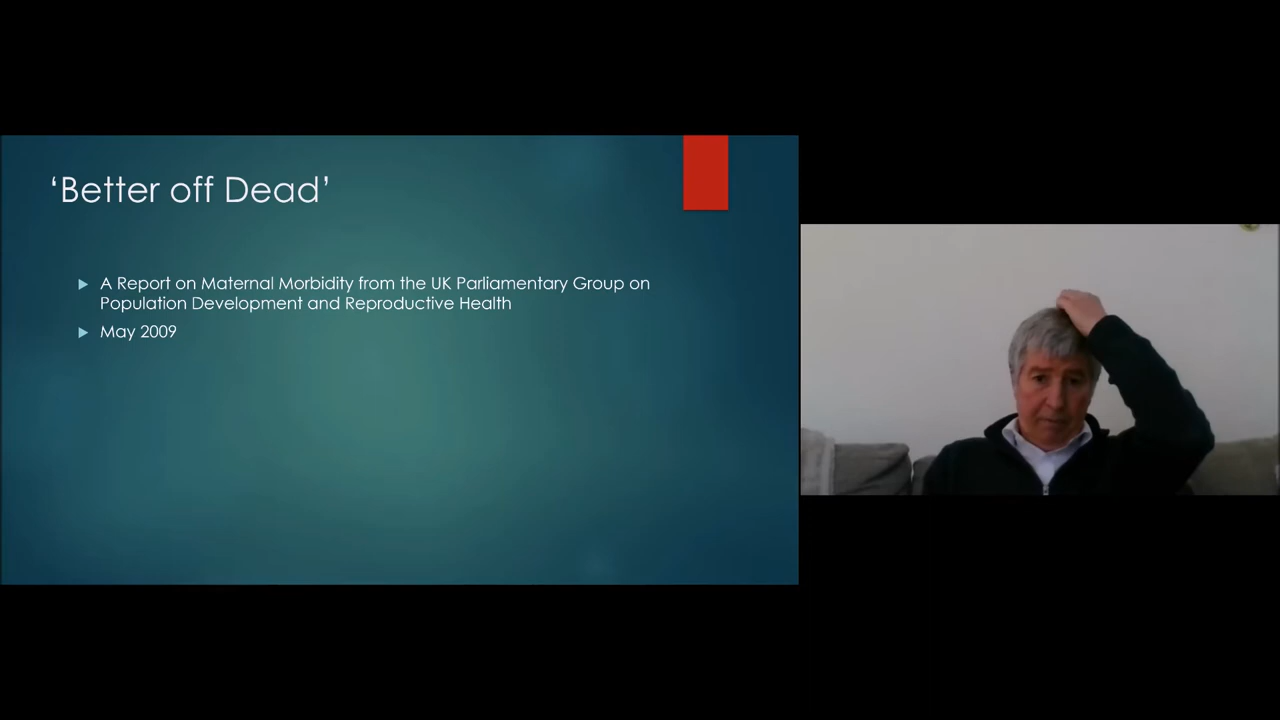 ‘Better off Dead’
A Report on Maternal Morbidity from the UK Parliamentary Group on
Population Development and Reproductive Health
May 2009